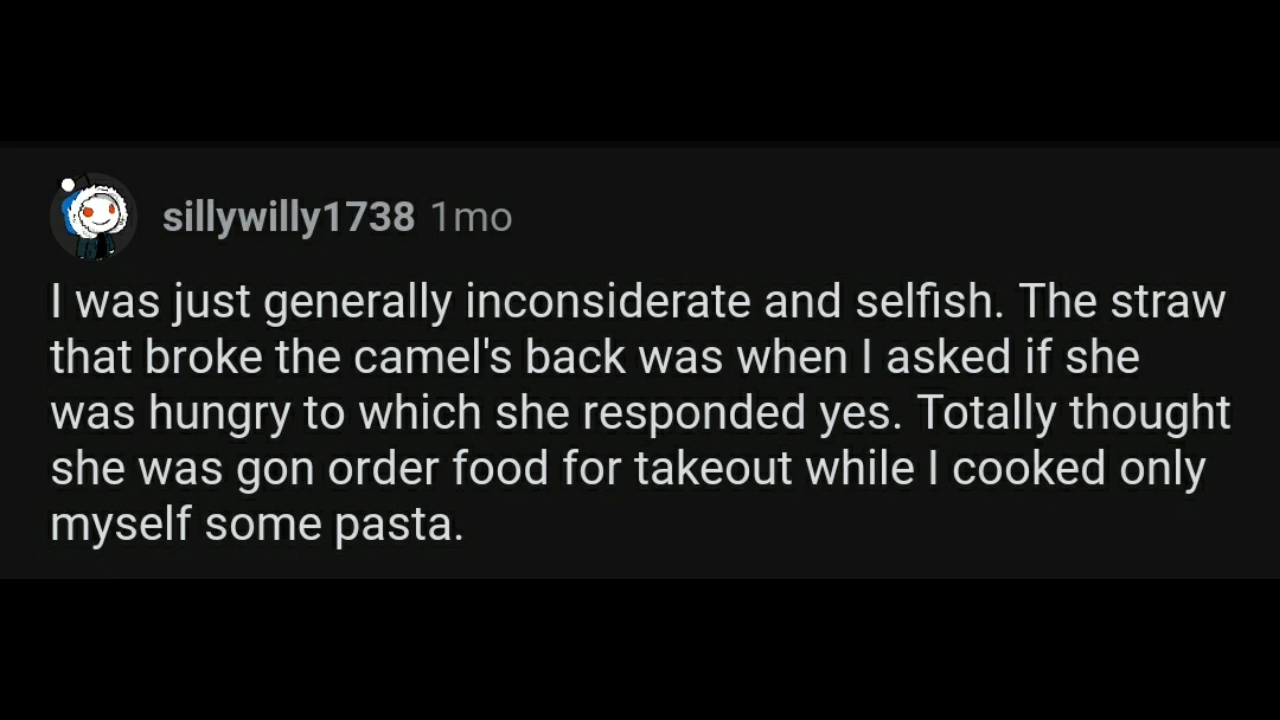 sillywilly1738 1mo
I was just generally inconsiderate and selfish. The straw
that broke the camel's back was when I asked if she
was hungry to which she responded yes. Totally thought
she was gon order food for takeout while I cooked only
myself some pasta.